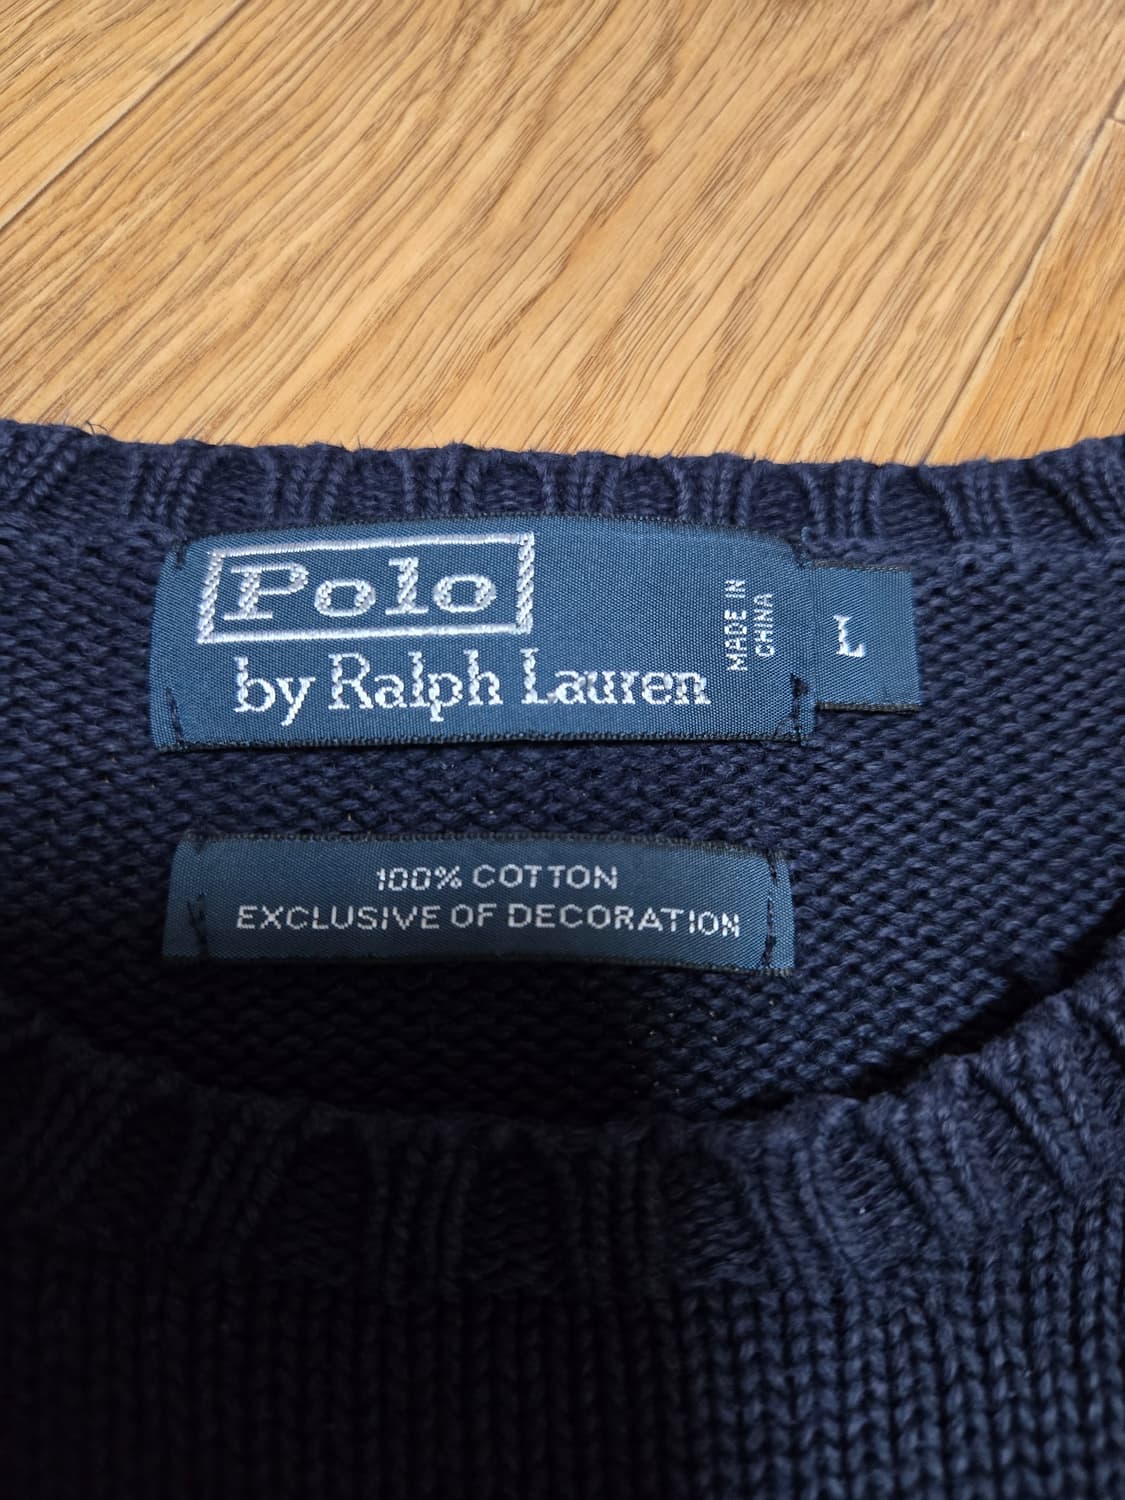 Polo
by Ralph Lauren
MADE IN
CHINA
L
100% COTTON
EXCLUSIVE OF DECORATION